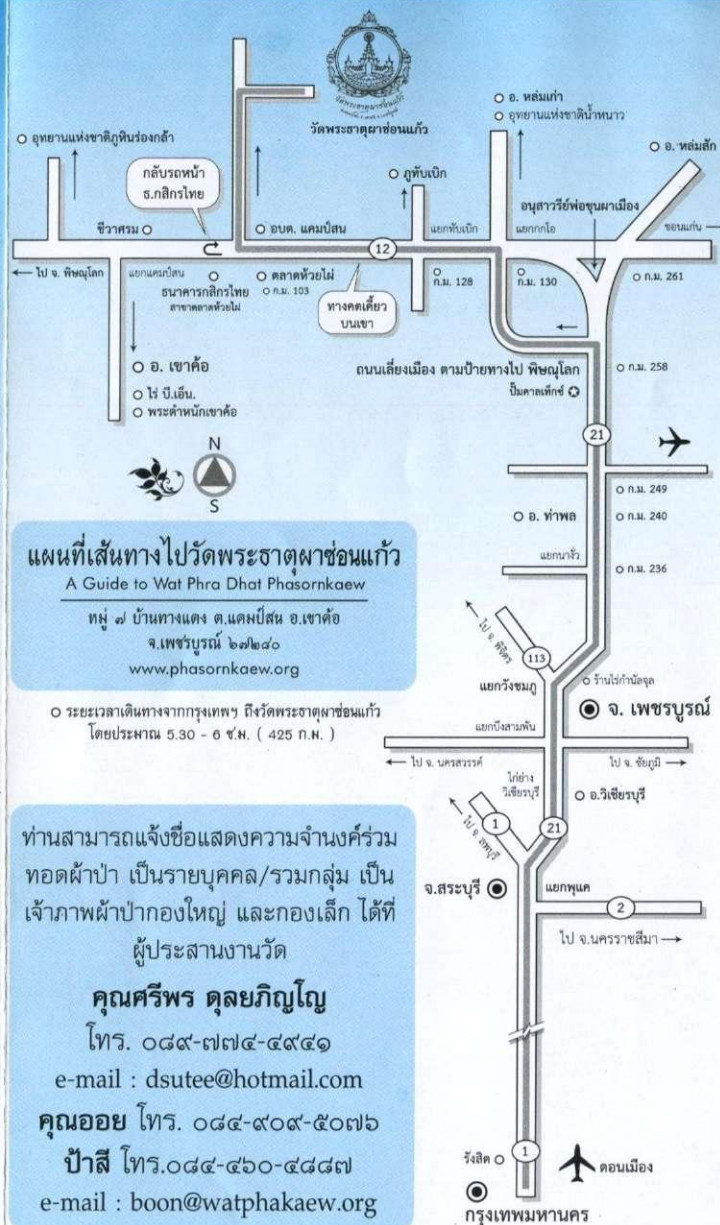 วัดพระธาตุผาซ่อนแก้ว
วัดพระธาตุผาซ่อนแก้ว
อ. หล่มเก่า
อุทยานแห่งชาติน้ำหนาว
อุทยานแห่งชาติภูหินร่องกล้า
กลับรถหน้า
ธ.กสิกรไทย
ภูทับเบิก
อ. หล่มสัก
อนุสาวรีย์พ่อขุนผาเมือง
ชีวาศรม
อบต. แคมป์สน
12
แยกทับเบิก
แยกกกโอ
ขอนแก่น
ไป จ. พิษณุโลก
แยกแคมป์สน
ธนาคารกสิกรไทย
สาขาตลาดห้วยไผ่
ตลาดห้วยไผ่
ก.ม. 103
ทางคดเคี้ยว
บนเขา
ก.ม. 128
ก.ม. 130
ก.ม. 261
อ. เขาค้อ
ไร่ บี.เอ็น.
พระตำหนักเขาค้อ
ถนนเลี่ยงเมือง ตามป้ายทางไป พิษณุโลก
ปั๊มคาลเท็กซ์
ก.ม. 258
21
N
S
ก.ม. 249
อ. ท่าพล
ก.ม. 240
แยกนางั่ว
ก.ม. 236
แผนที่เส้นทางไปวัดพระธาตุผาซ่อนแก้ว
A Guide to Wat Phra Dhat Phasornkaew
หมู่ ๗ บ้านทางแดง ต.แคมป์สน อ.เขาค้อ
จ.เพชรบูรณ์ ๖๗๒๘๐
www.phasornkaew.org
ระยะเวลาเดินทางจากกรุงเทพฯ ถึงวัดพระธาตุผาซ่อนแก้ว
โดยประมาณ 5.30 - 6 ช.ม. ( 425 ก.ม. )
ไป จ. พิจิตร
113
แยกวังชมภู
ร้านไร่กำนัลจุล
จ. เพชรบูรณ์
แยกบึงสามพัน
ไป จ. นครสวรรค์
ไป จ. ชัยภูมิ
ไก่ย่าง
วิเชียรบุรี
อ.วิเชียรบุรี
1
ไป จ. ลพบุรี
21
จ.สระบุรี
แยกพุแค
2
ไป จ.นครราชสีมา
ท่านสามารถแจ้งชื่อแสดงความจำนงค์ร่วม
ทอดผ้าป่า เป็นรายบุคคล/รวมกลุ่ม เป็น
เจ้าภาพผ้าป่ากองใหญ่ และกองเล็ก ได้ที่
ผู้ประสานงานวัด
คุณศรีพร ดุลยภิญโญ
โทร. ๐๘๙-๗๗๔-๔๙๔๑
e-mail : dsutee@hotmail.com
คุณออย โทร. ๐๘๔-๙๐๙-๕๐๗๖
ป้าสี โทร.๐๘๔-๔๖๐-๔๘๘๗
e-mail : boon@watphakaew.org
รังสิต
1
ดอนเมือง
กรุงเทพมหานคร